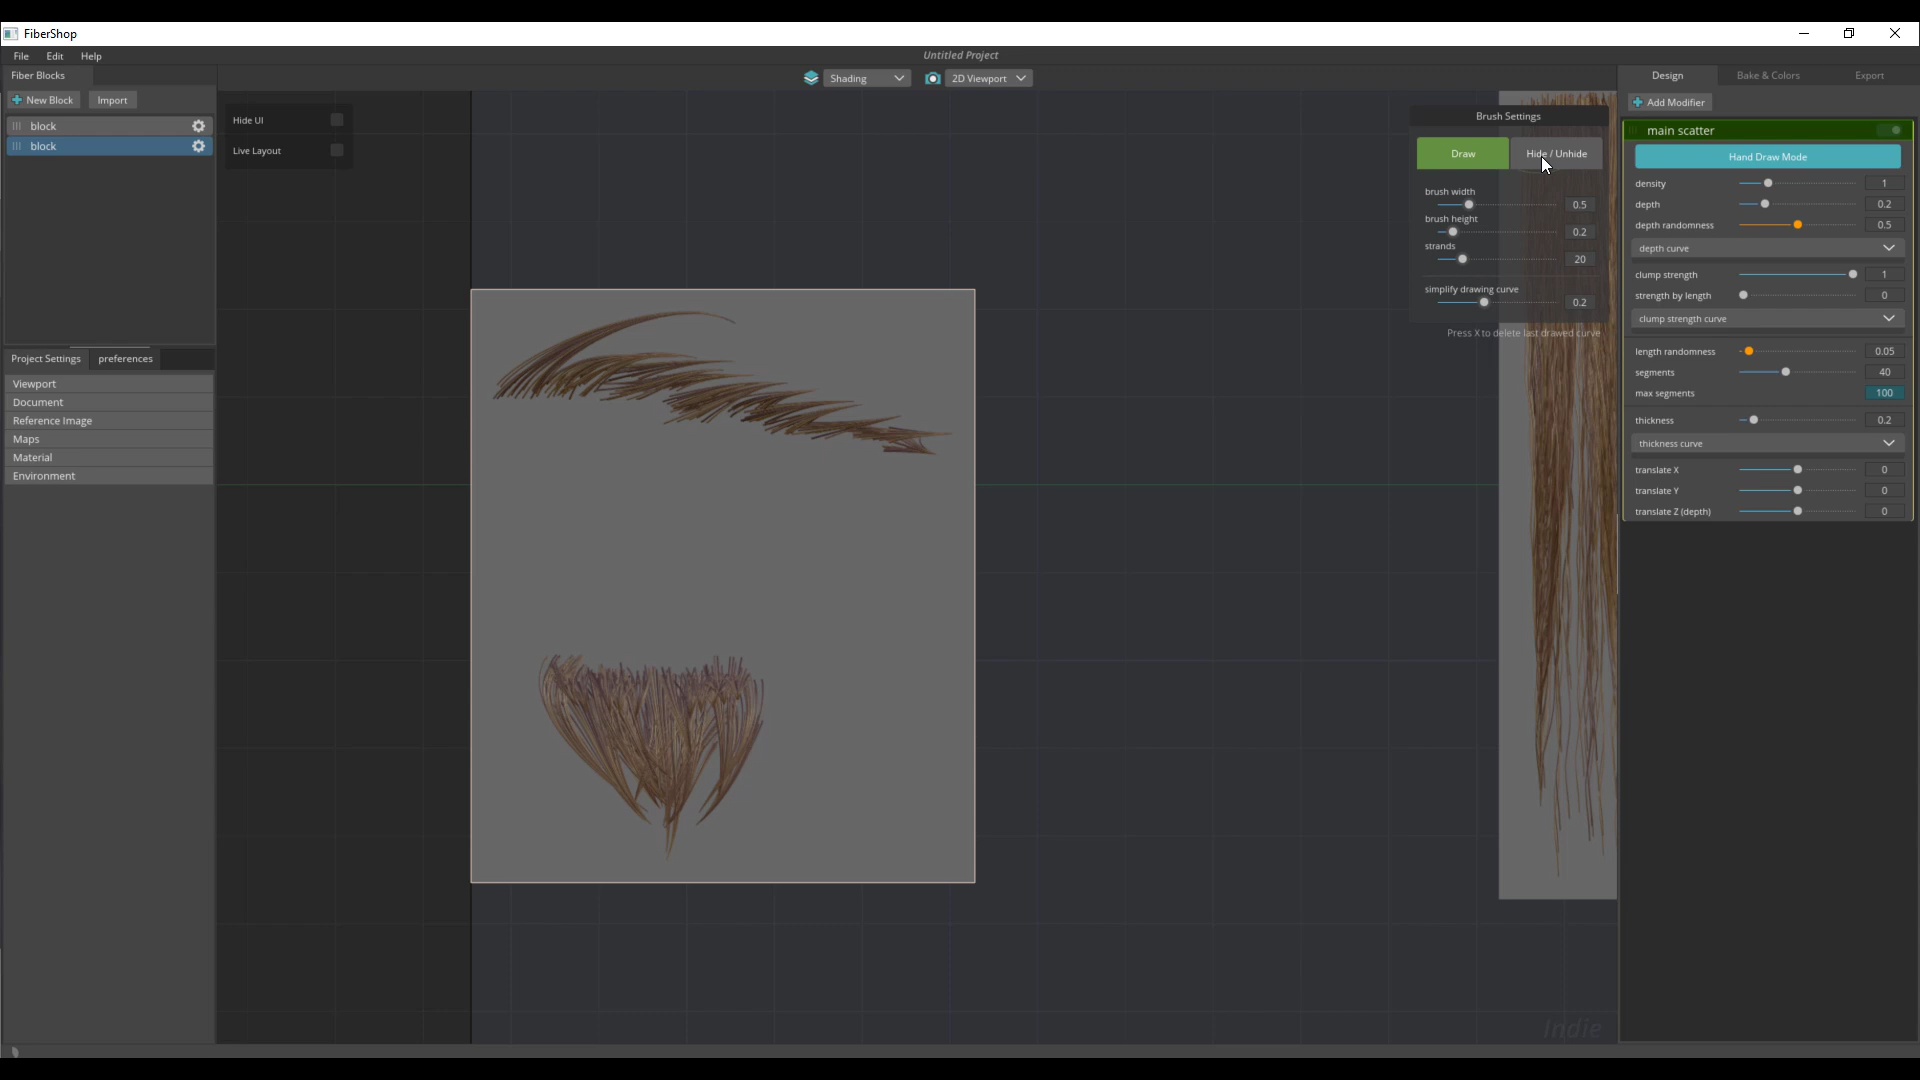 FiberShop
File Edit Help
Untitled Project
Fiber Blocks
Shading
2D Viewport
Design
Bake & Colors
Export
New Block
Import
block
block
Hide UI
Live Layout
Project Settings
preferences
Viewport
Document
Reference Image
Maps
Material
Environment
Brush Settings
Draw
Hide / Unhide
brush width
0.5
brush height
0.2
strands
20
simplify drawing curve
0.2
Press X to delete last drawed curve
Add Modifier
main scatter
Hand Draw Mode
density 1
depth 0.2
depth randomness 0.5
depth curve
clump strength 1
strength by length 0
clump strength curve
length randomness 0.05
segments 40
max segments 100
thickness 0.2
thickness curve
translate X 0
translate Y 0
translate Z (depth) 0
Indie